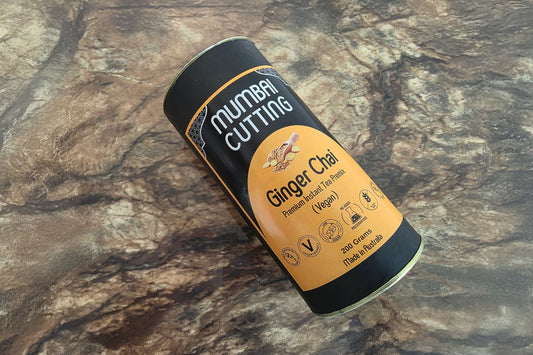 MUMBAI
CUTTING
Ginger Chai
Premium Instant Tea Premix
(Vegan)
V
200 Grams
Made in Australia